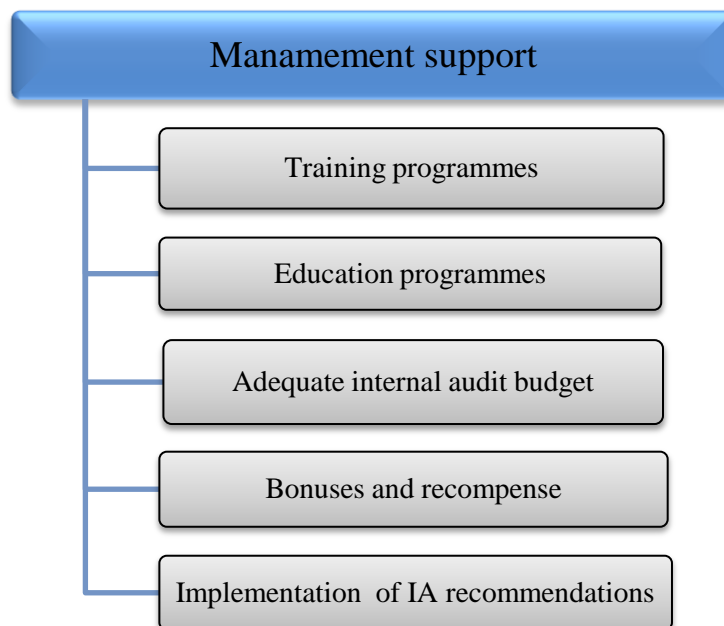 Manamement support
Training programmes
Education programmes
Adequate internal audit budget
Bonuses and recompense
Implementation  of IA recommendations